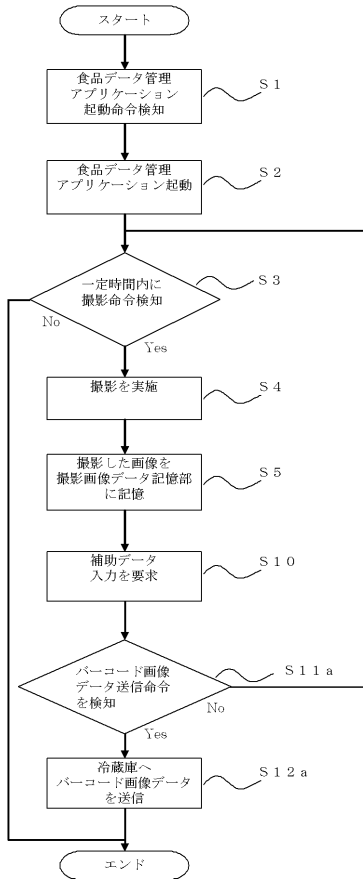 スタート
食品データ管理
アプリケーション
起動命令検知
Ｓ１
食品データ管理
アプリケーション起動
Ｓ２
一定時間内に
撮影命令検知
Ｓ３
No
Yes
撮影を実施
Ｓ４
撮影した画像を
撮影画像データ記憶部
に記憶
Ｓ５
補助データ
入力を要求
Ｓ１０
バーコード画像
データ送信命令
を検知
Ｓ１１ａ
No
Yes
冷蔵庫へ
バーコード画像データ
を送信
Ｓ１２ａ
エンド